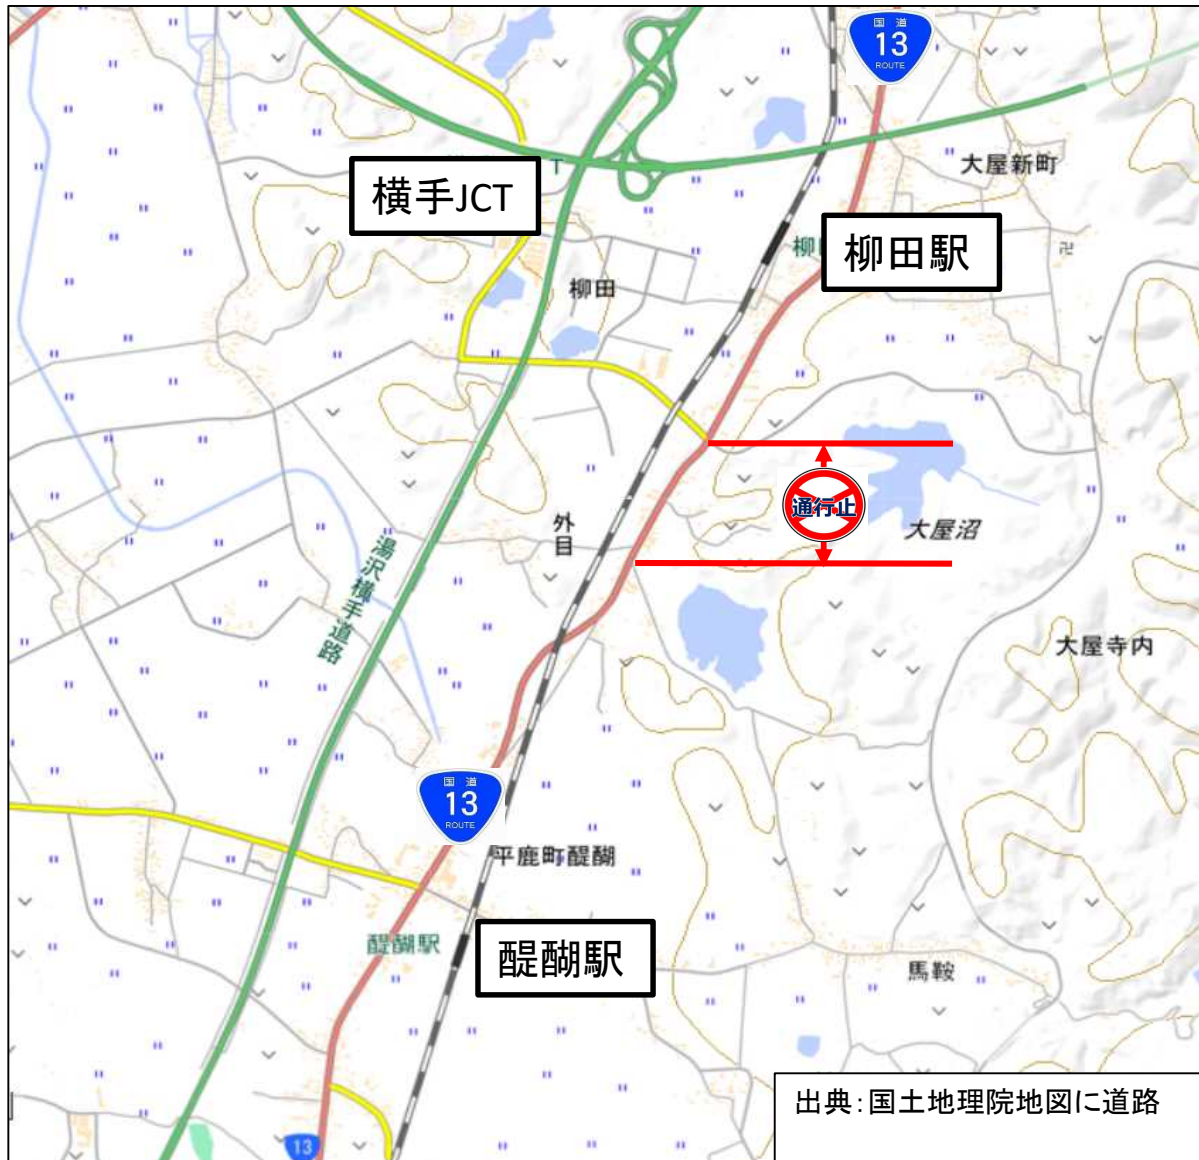 国道
13
ROUTE
大屋新町
横手JCT
T
柳田駅
柳
卍
柳田
通行止
大屋沼
外目
湯沢横手道路
大屋寺内
国道
13
ROUTE
平鹿町醍醐
醍醐駅
醍醐駅
馬鞍
出典：国土地理院地図に道路
13